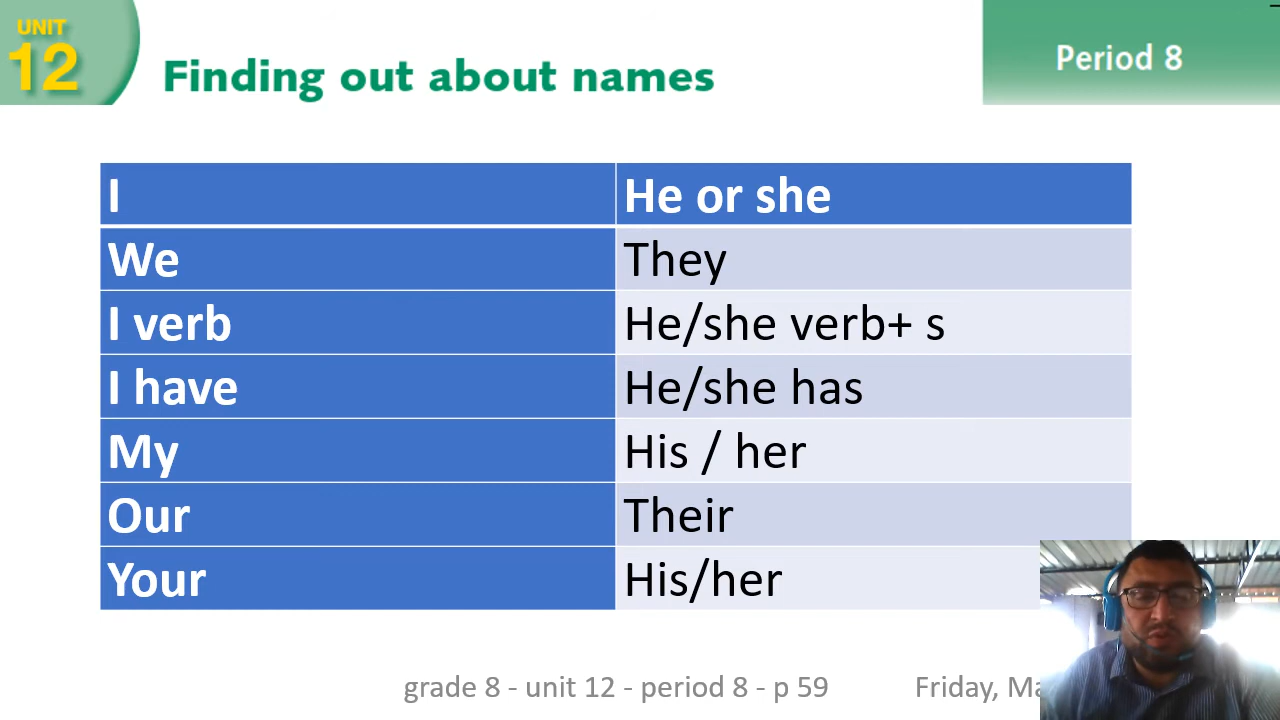 UNIT
12
Finding out about names
Period 8
I He or she
We They
I verb He/she verb+ s
I have He/she has
My His / her
Our Their
Your His/her
grade 8 - unit 12 - period 8 - p 59 Friday,